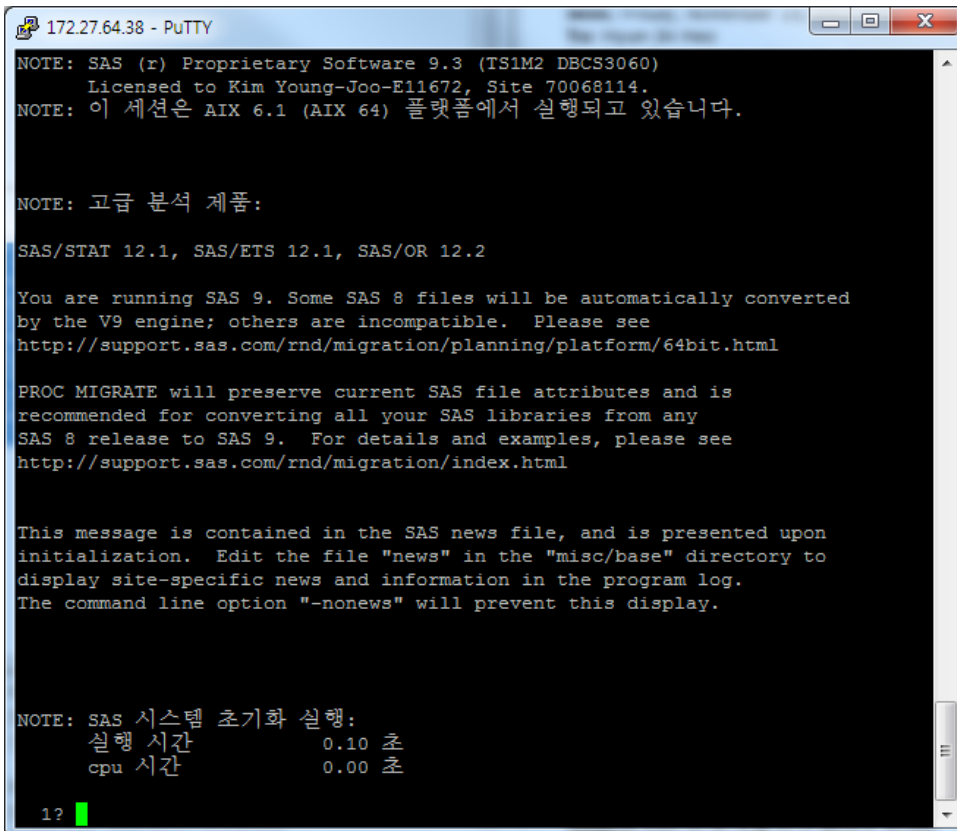 172.27.64.38 - PuTTY
NOTE: SAS (r) Proprietary Software 9.3 (TS1M2 DBCS3060)
Licensed to Kim Young-Joo-E11672, Site 70068114.
NOTE: 이 세션은 AIX 6.1 (AIX 64) 플랫폼에서 실행되고 있습니다.
NOTE: 고급 분석 제품:
SAS/STAT 12.1, SAS/ETS 12.1, SAS/OR 12.2
You are running SAS 9. Some SAS 8 files will be automatically converted
by the V9 engine; others are incompatible.  Please see
http://support.sas.com/rnd/migration/planning/platform/64bit.html
PROC MIGRATE will preserve current SAS file attributes and is
recommended for converting all your SAS libraries from any
SAS 8 release to SAS 9.  For details and examples, please see
http://support.sas.com/rnd/migration/index.html
This message is contained in the SAS news file, and is presented upon
initialization.  Edit the file "news" in the "misc/base" directory to
display site-specific news and information in the program log.
The command line option "-nonews" will prevent this display.
NOTE: SAS 시스템 초기화 실행:
실행 시간 0.10 초
cpu 시간 0.00 초
1?